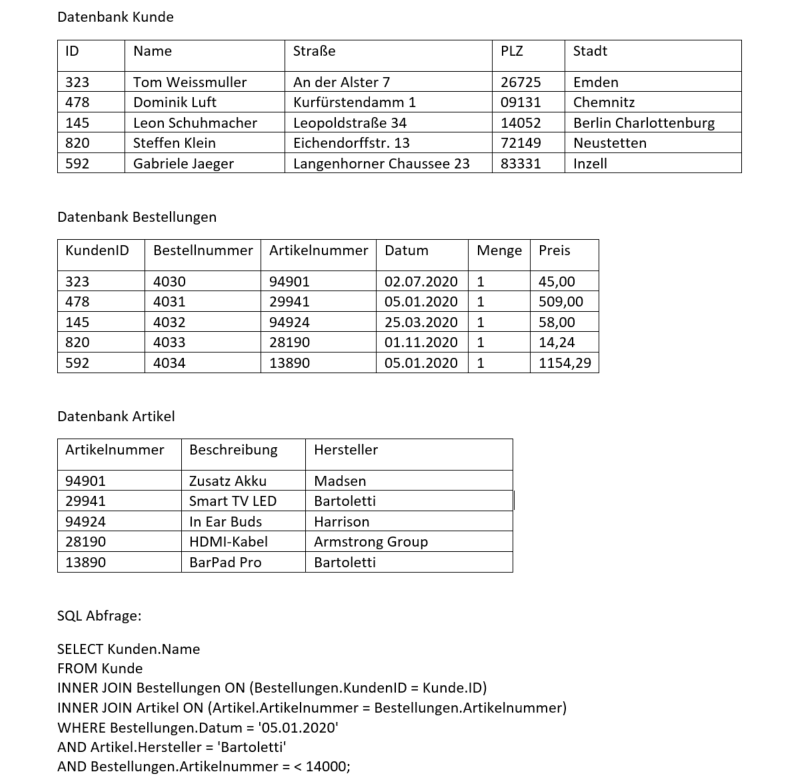 Datenbank Kunde
ID Name Straße PLZ Stadt
323 Tom Weissmuller An der Alster 7 26725 Emden
478 Dominik Luft Kurfürstendamm 1 09131 Chemnitz
145 Leon Schuhmacher Leopoldstraße 34 14052 Berlin Charlottenburg
820 Steffen Klein Eichendorffstr. 13 72149 Neustetten
592 Gabriele Jaeger Langenhorner Chaussee 23 83331 Inzell
Datenbank Bestellungen
KundenID Bestellnummer Artikelnummer Datum Menge Preis
323 4030 94901 02.07.2020 1 45,00
478 4031 29941 05.01.2020 1 509,00
145 4032 94924 25.03.2020 1 58,00
820 4033 28190 01.11.2020 1 14,24
592 4034 13890 05.01.2020 1 1154,29
Datenbank Artikel
Artikelnummer Beschreibung Hersteller
94901 Zusatz Akku Madsen
29941 Smart TV LED Bartoletti
94924 In Ear Buds Harrison
28190 HDMI-Kabel Armstrong Group
13890 BarPad Pro Bartoletti
SQL Abfrage:
SELECT Kunden.Name
FROM Kunde
INNER JOIN Bestellungen ON (Bestellungen.KundenID = Kunde.ID)
INNER JOIN Artikel ON (Artikel.Artikelnummer = Bestellungen.Artikelnummer)
WHERE Bestellungen.Datum = '05.01.2020'
AND Artikel.Hersteller = 'Bartoletti'
AND Bestellungen.Artikelnummer = < 14000;